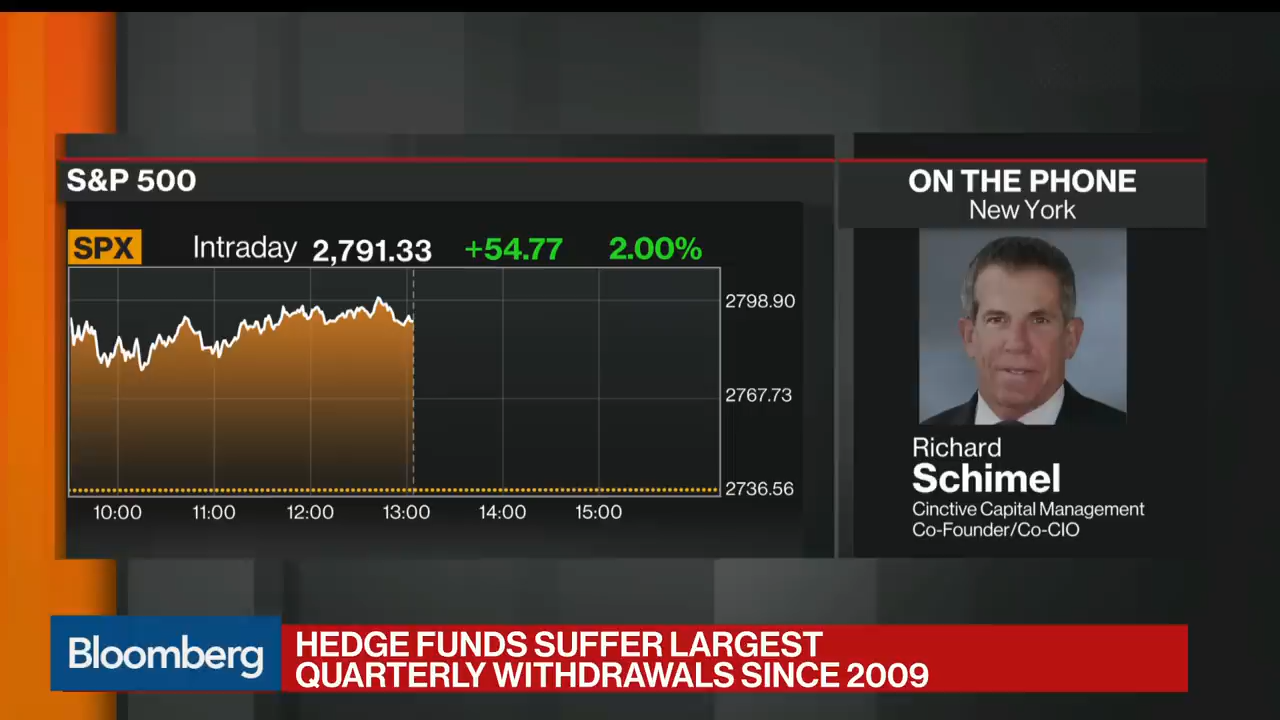 S&P 500
SPX Intraday 2,791.33 +54.77 2.00%
2798.90
2767.73
2736.56
10:00 11:00 12:00 13:00 14:00 15:00
ON THE PHONE
New York
Richard
Schimel
Cinctive Capital Management
Co-Founder/Co-CIO
Bloomberg
HEDGE FUNDS SUFFER LARGEST
QUARTERLY WITHDRAWALS SINCE 2009